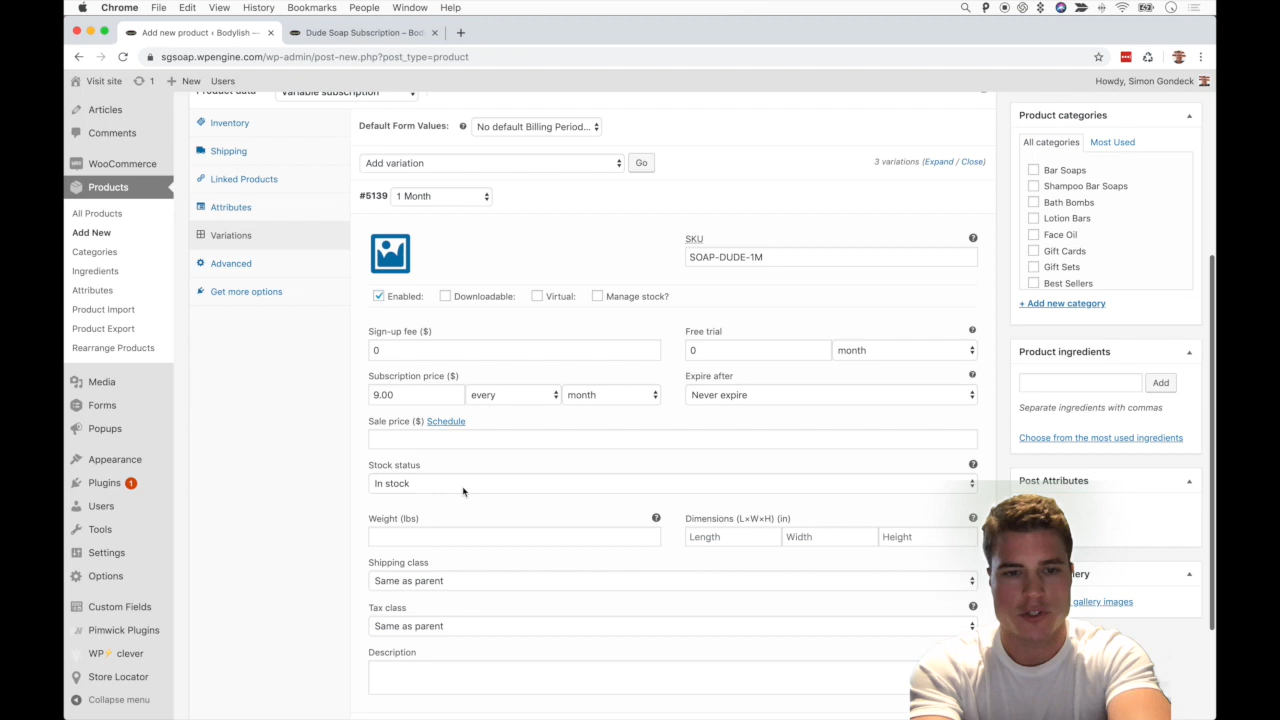 Chrome File Edit View History Bookmarks People Window Help
Add new product ‹ Bodylish — Dude Soap Subscription – Bod
sgsoap.wpengine.com/wp-admin/post-new.php?post_type=product
Visit site 1 New Users Howdy, Simon Gondeck
Articles
Comments
WooCommerce
Products
All Products
Add New
Categories
Ingredients
Attributes
Product Import
Product Export
Rearrange Products
Media
Forms
Popups
Appearance
Plugins 1
Users
Tools
Settings
Options
Custom Fields
Pimwick Plugins
WP⚡ clever
Store Locator
Collapse menu
Product data Variable subscription
Inventory
Shipping
Linked Products
Attributes
Variations
Advanced
Get more options
Default Form Values: No default Billing Period...
Add variation Go 3 variations (Expand / Close)
#5139 1 Month
SKU
SOAP-DUDE-1M
Enabled: Downloadable: Virtual: Manage stock?
Sign-up fee ($) Free trial
0 0 month
Subscription price ($) Expire after
9.00 every month Never expire
Sale price ($) Schedule
Stock status
In stock
Weight (lbs) Dimensions (L×W×H) (in)
Length Width Height
Shipping class
Same as parent
Tax class
Same as parent
Description
Product categories
All categories Most Used
Bar Soaps
Shampoo Bar Soaps
Bath Bombs
Lotion Bars
Face Oil
Gift Cards
Gift Sets
Best Sellers
+ Add new category
Product ingredients
Add
Separate ingredients with commas
Choose from the most used ingredients
Post Attributes
gallery images